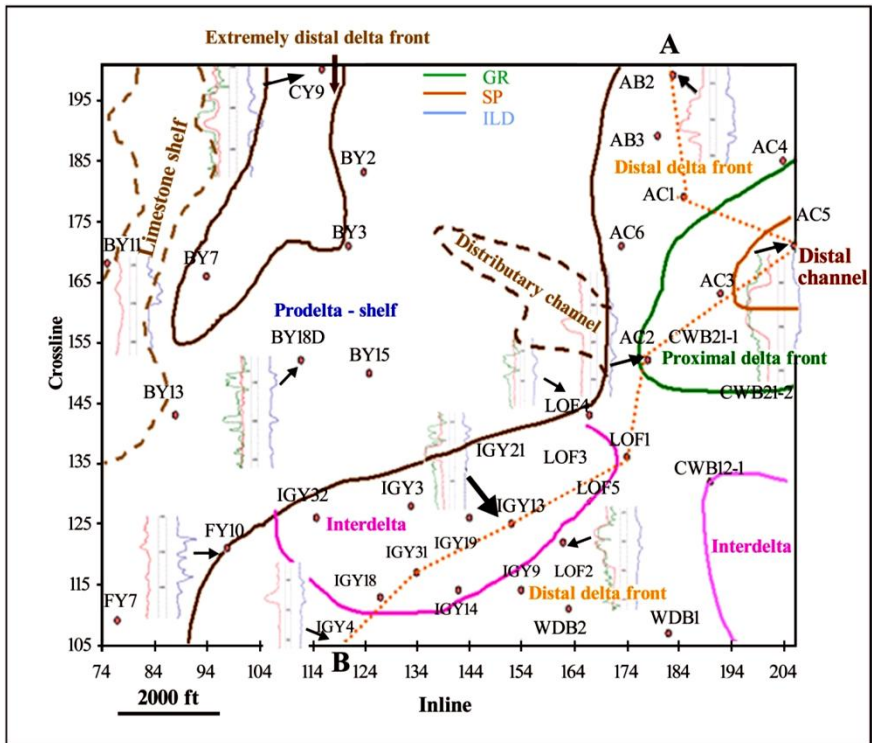 Extremely distal delta front
A
195
CY9
GR
SP
ILD
AB2
AB3
185
BY2
Distal delta front
AC4
AC1
Limestone shelf
175
BY3
AC5
AC6
BY11
BY7
Distributary channel
Distal
channel
165
AC3
Prodelta - shelf
155
BY18D
AC2
CWB21-1
Proximal delta front
BY15
BY13
CWB21-2
145
LOF4
Crossline
IGY21
LOF3
LOF1
135
CWB12-1
IGY32
IGY3
LOF5
IGY13
125
FY10
Interdelta
IGY19
Interdelta
IGY31
115
IGY18
IGY9
LOF2
Distal delta front
FY7
IGY14
IGY4
WDB2
WDB1
105
B
74
84
94
104
114
124
134
144
154
164
174
184
194
204
2000 ft
Inline